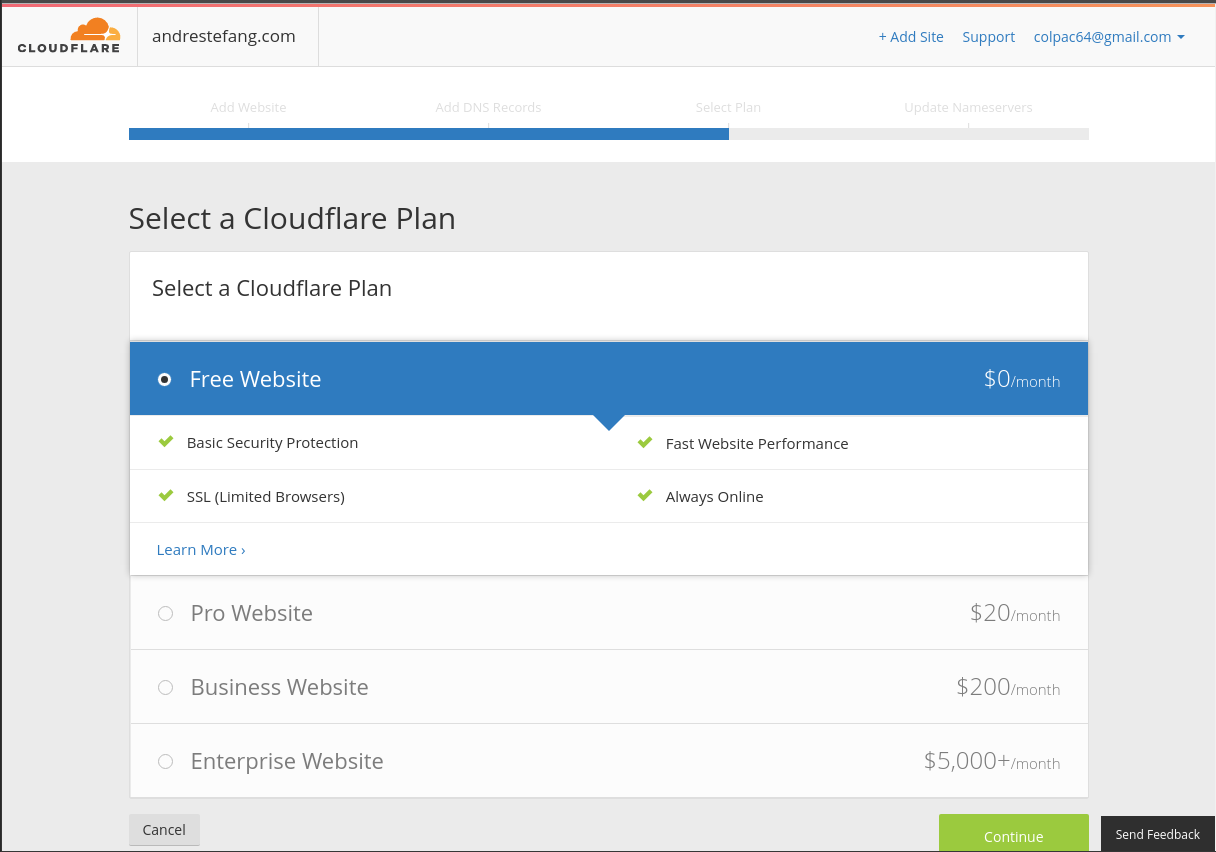 CLOUDFLARE andrestefang.com + Add Site Support colpac64@gmail.com
Add Website Add DNS Records Select Plan Update Nameservers
Select a Cloudflare Plan
Select a Cloudflare Plan
Free Website $0/month
Basic Security Protection Fast Website Performance
SSL (Limited Browsers) Always Online
Learn More ›
Pro Website $20/month
Business Website $200/month
Enterprise Website $5,000+/month
Cancel Continue Send Feedback